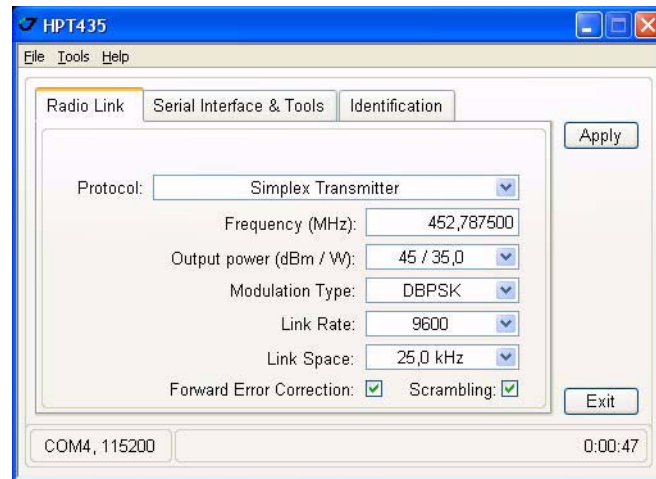 HPT435
File Tools Help
Radio Link Serial Interface & Tools Identification
Apply
Protocol: Simplex Transmitter
Frequency (MHz): 452,787500
Output power (dBm / W): 45 / 35,0
Modulation Type: DBPSK
Link Rate: 9600
Link Space: 25,0 kHz
Forward Error Correction: Scrambling:
Exit
COM4, 115200 0:00:47